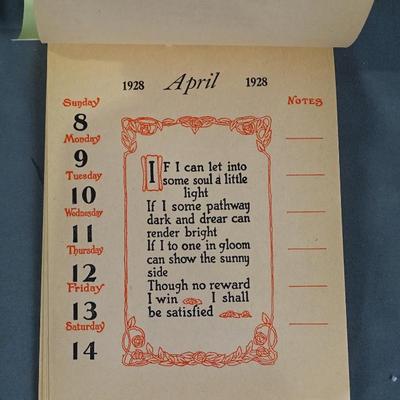 1928 April 1928
Sunday
8
Monday
9
Tuesday
10
Wednesday
11
Thursday
12
Friday
13
Saturday
14
IF I can let into
some soul a little
light
If I some pathway
dark and drear can
render bright
If I to one in gloom
can show the sunny
side
Though no reward
I win I shall
be satisfied
NOTES